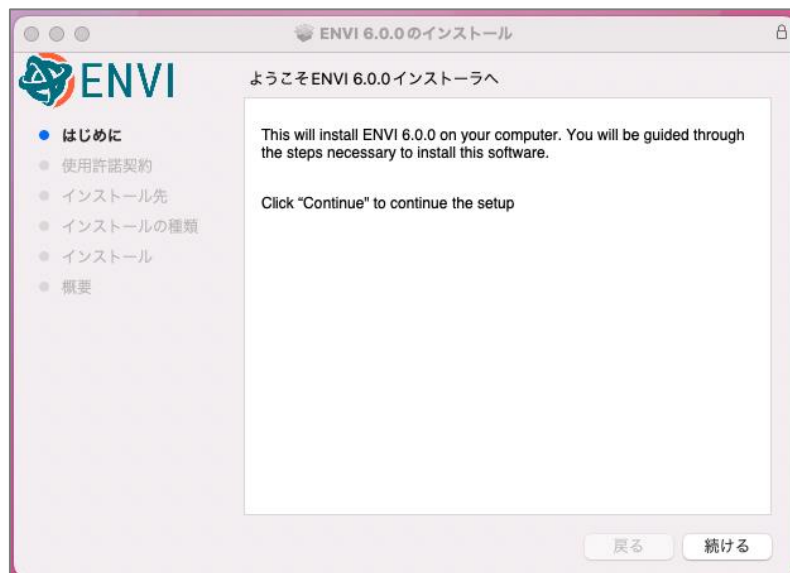 ENVI 6.0.0のインストール
ENVI
ようこそENVI 6.0.0インストーラへ
はじめに
使用許諾契約
インストール先
インストールの種類
インストール
概要
This will install ENVI 6.0.0 on your computer. You will be guided through
the steps necessary to install this software.
Click “Continue" to continue the setup
戻る
続ける